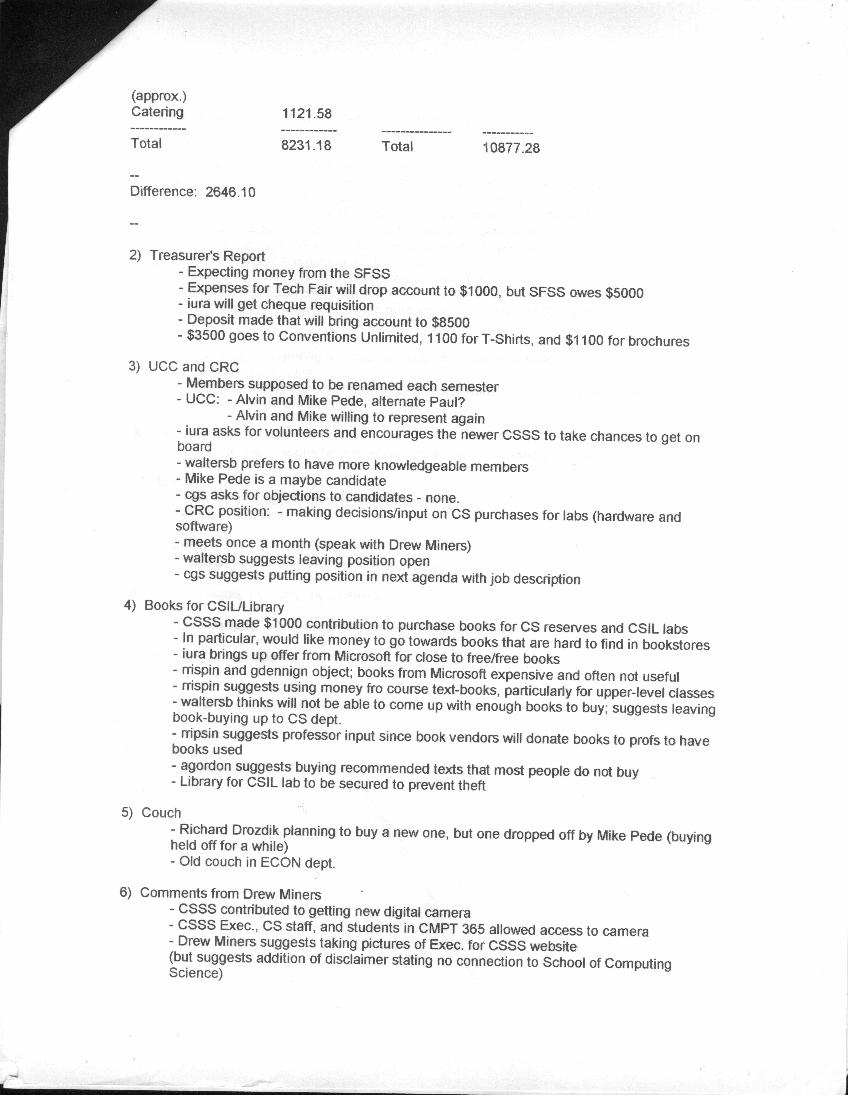 (approx.)
Catering 1121.58
------------ ------------ --------------- -----------
Total 8231.18 Total 10877.28
--
Difference: 2646.10
--
2) Treasurer's Report
- Expecting money from the SFSS
- Expenses for Tech Fair will drop account to $1000, but SFSS owes $5000
- iura will get cheque requisition
- Deposit made that will bring account to $8500
- $3500 goes to Conventions Unlimited, 1100 for T-Shirts, and $1100 for brochures
3) UCC and CRC
- Members supposed to be renamed each semester
- UCC: - Alvin and Mike Pede, alternate Paul?
- Alvin and Mike willing to represent again
- iura asks for volunteers and encourages the newer CSSS to take chances to get on
board
- waltersb prefers to have more knowledgeable members
- Mike Pede is a maybe candidate
- cgs asks for objections to candidates - none.
- CRC position: - making decisions/input on CS purchases for labs (hardware and
software)
- meets once a month (speak with Drew Miners)
- waltersb suggests leaving position open
- cgs suggests putting position in next agenda with job description
4) Books for CSIL/Library
- CSSS made $1000 contribution to purchase books for CS reserves and CSIL labs
- In particular, would like money to go towards books that are hard to find in bookstores
- iura brings up offer from Microsoft for close to free/free books
- mispin and gdennign object; books from Microsoft expensive and often not useful
- mispin suggests using money fro course text-books, particularly for upper-level classes
- waltersb thinks will not be able to come up with enough books to buy; suggests leaving
book-buying up to CS dept.
- mipsin suggests professor input since book vendors will donate books to profs to have
books used
- agordon suggests buying recommended texts that most people do not buy
- Library for CSIL lab to be secured to prevent theft
5) Couch
- Richard Drozdik planning to buy a new one, but one dropped off by Mike Pede (buying
held off for a while)
- Old couch in ECON dept.
6) Comments from Drew Miners
- CSSS contributed to getting new digital camera
- CSSS Exec., CS staff, and students in CMPT 365 allowed access to camera
- Drew Miners suggests taking pictures of Exec. for CSSS website
(but suggests addition of disclaimer stating no connection to School of Computing
Science)